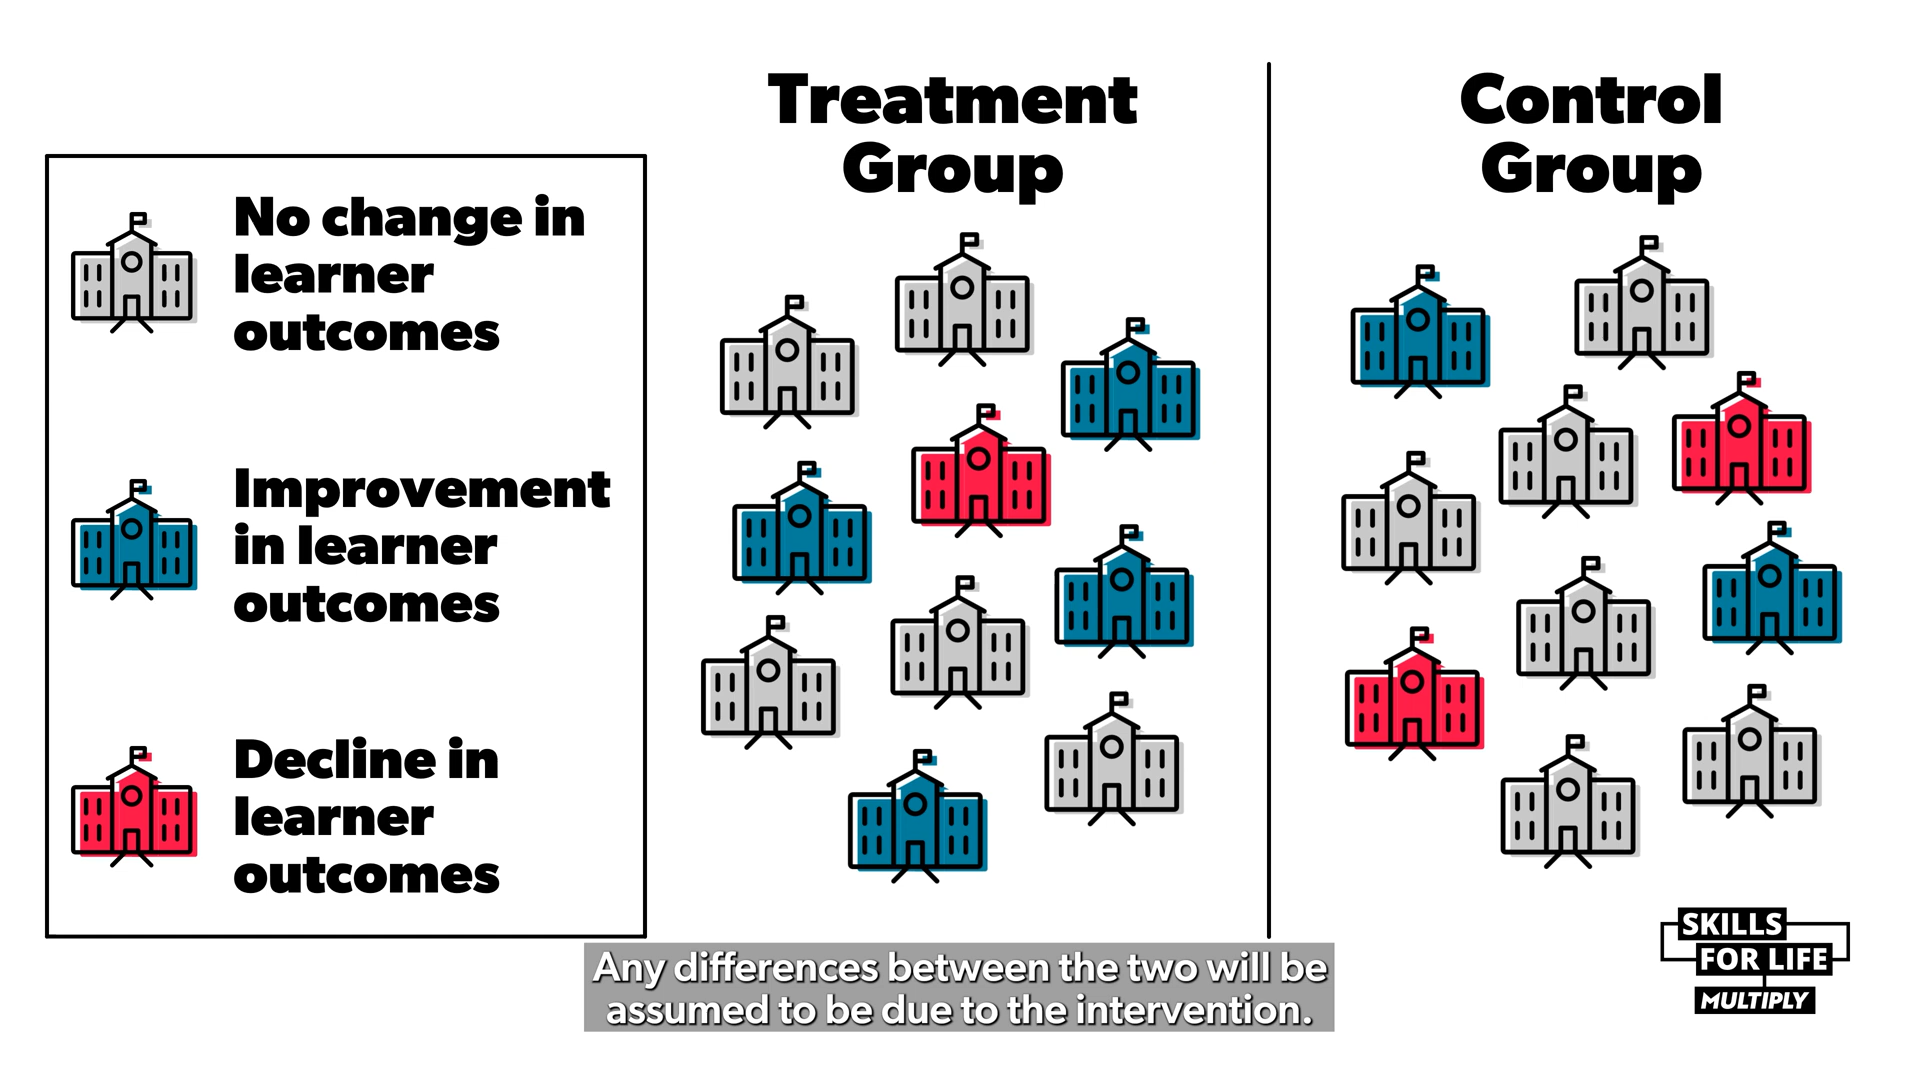 Treatment
Group
Control
Group
No change in
learner
outcomes
Improvement
in learner
outcomes
Decline in
learner
outcomes
Any differences between the two will be
assumed to be due to the intervention.
SKILLS
FOR LIFE
MULTIPLY